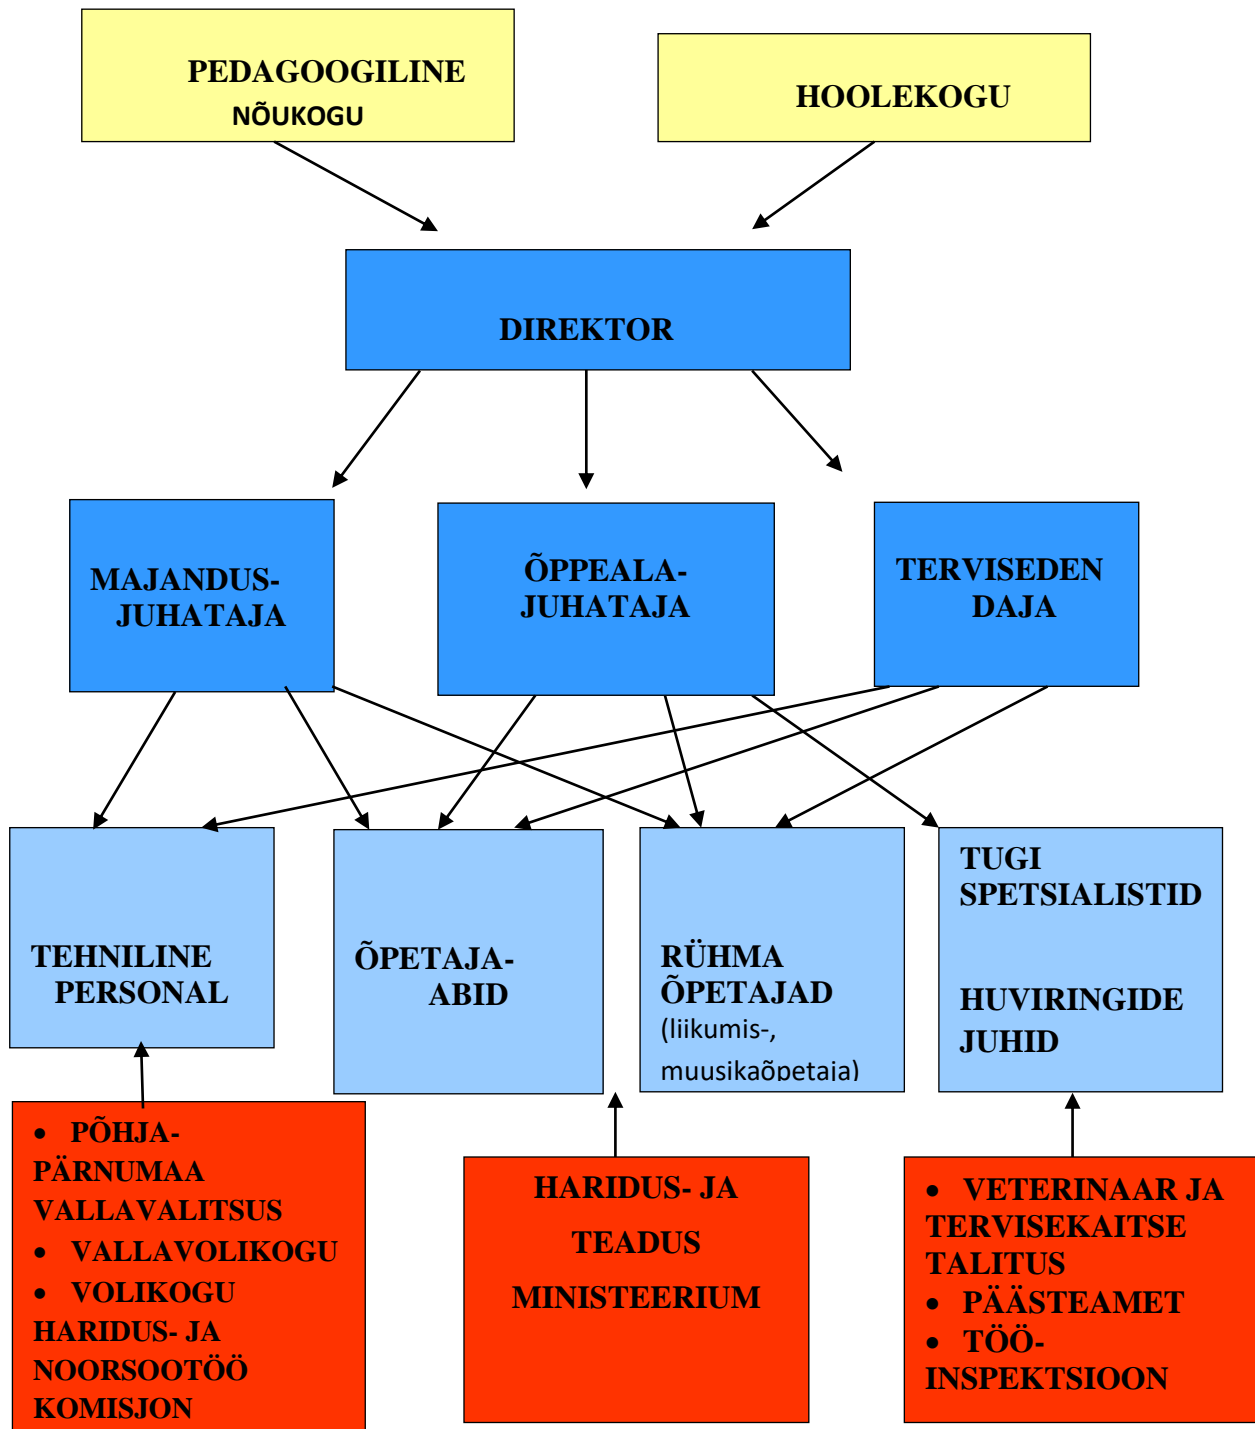 PEDAGOOGILINE
NÕUKOGU
HOOLEKOGU
DIREKTOR
MAJANDUS-
JUHATAJA
ÕPPEALA-
JUHATAJA
TERVISEDEN
DAJA
TEHNILINE
PERSONAL
ÕPETAJA-
ABID
RÜHMA
ÕPETAJAD
(liikumis-,
muusikaõpetaja)
TUGI
SPETSIALISTID
HUVIRINGIDE
JUHID
• PÕHJA-
PÄRNUMAA
VALLAVALITSUS
• VALLAVOLIKOGU
• VOLIKOGU
HARIDUS- JA
NOORSOOTÖÖ
KOMISJON
HARIDUS- JA
TEADUS
MINISTEERIUM
• VETERINAAR JA
TERVISEKAITSE
TALITUS
• PÄÄSTEAMET
• TÖÖ-
INSPEKTSIOON